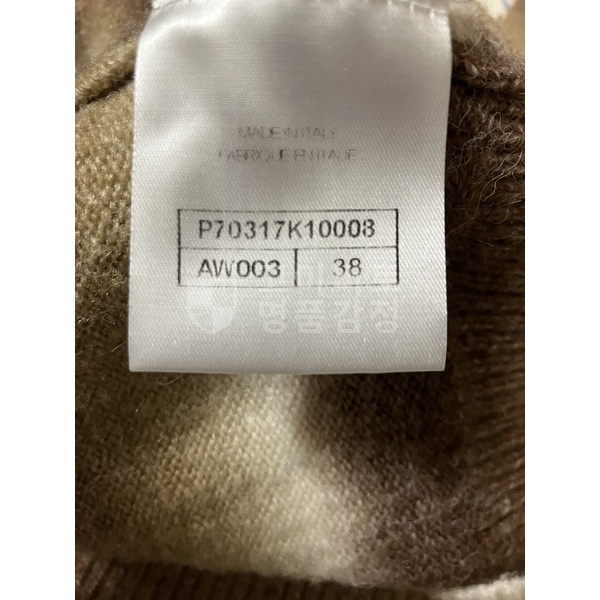 MADE IN ITALY
FABRIQUE EN ITALIE
P70317K10008
AW003 38
명품감정